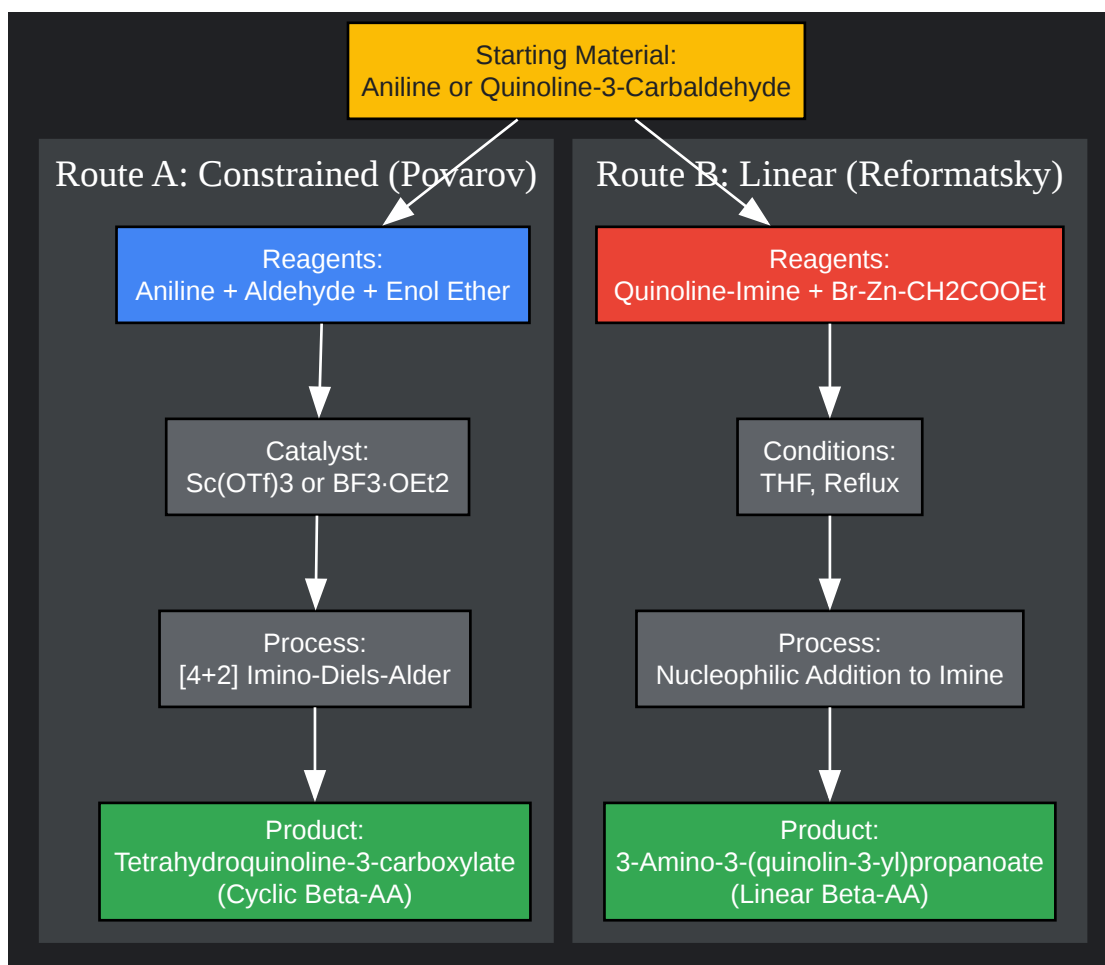 Starting Material:
Aniline or Quinoline-3-Carbaldehyde
Route A: Constrained (Povarov)
Reagents:
Aniline + Aldehyde + Enol Ether
Catalyst:
Sc(OTf)3 or BF3·OEt2
Process:
[4+2] Imino-Diels-Alder
Product:
Tetrahydroquinoline-3-carboxylate
(Cyclic Beta-AA)
Route B: Linear (Reformatsky)
Reagents:
Quinoline-Imine + Br-Zn-CH2COOEt
Conditions:
THF, Reflux
Process:
Nucleophilic Addition to Imine
Product:
3-Amino-3-(quinolin-3-yl)propanoate
(Linear Beta-AA)